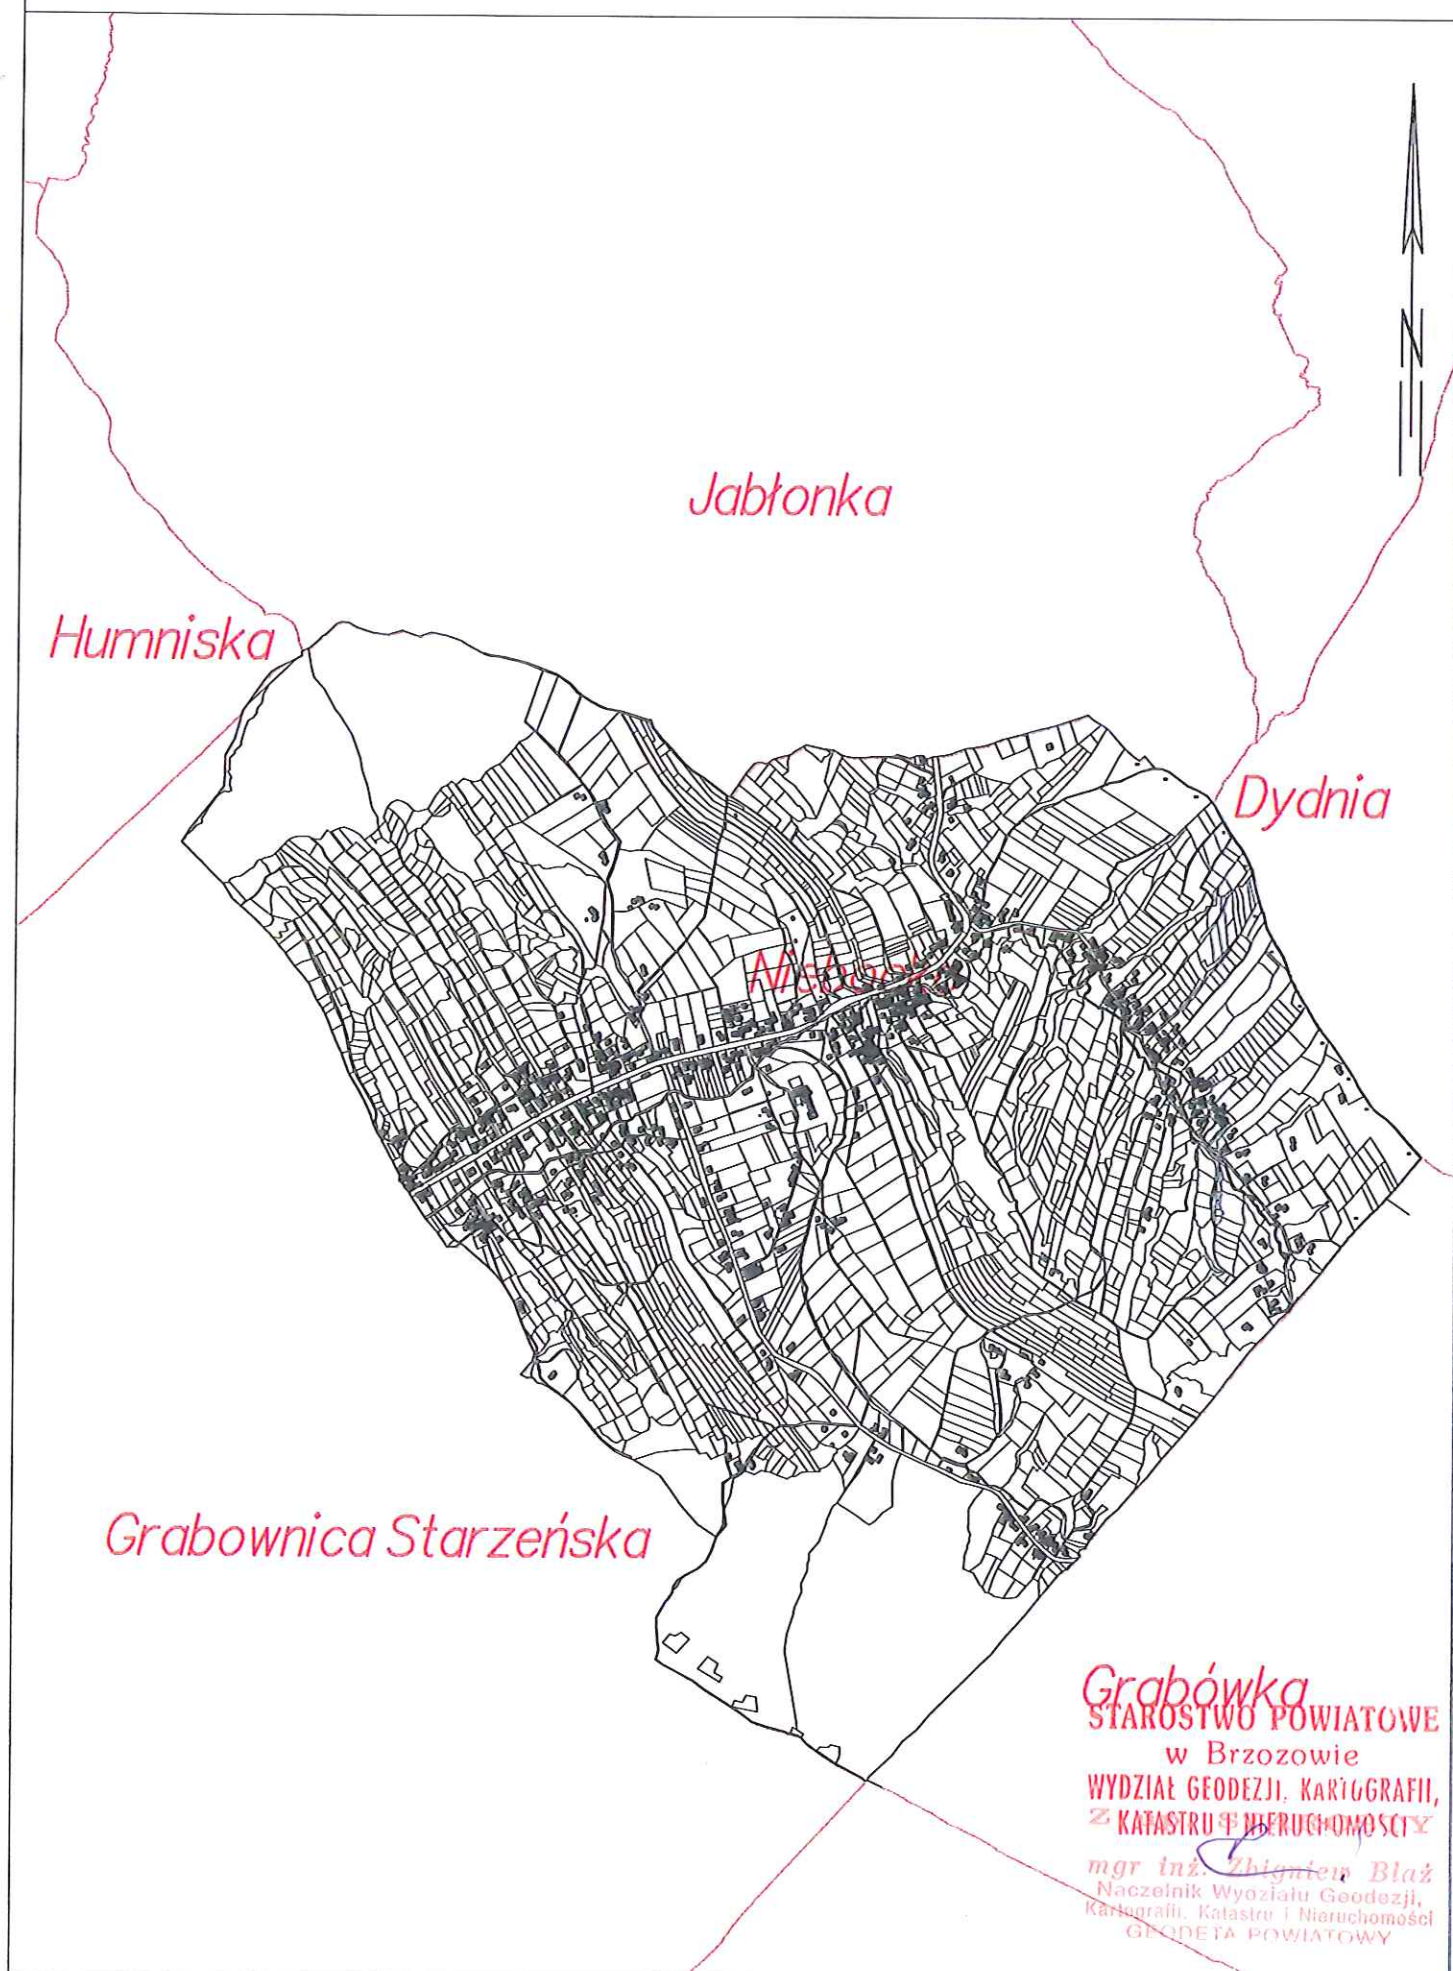 N
Jabłonka
Humniska
Dydnia
Grabownica Starzeńska
Grabówka
STAROSTWO POWIATOWE
w Brzozowie
WYDZIAŁ GEODEZJI, KARTOGRAFII,
KATASTRU I NIERUCHOMOŚCI
mgr inż. Zbigniew Błaż
Naczelnik Wydziału Geodezji,
Kartografii, Katastru i Nieruchomości
GEODETA POWIATOWY